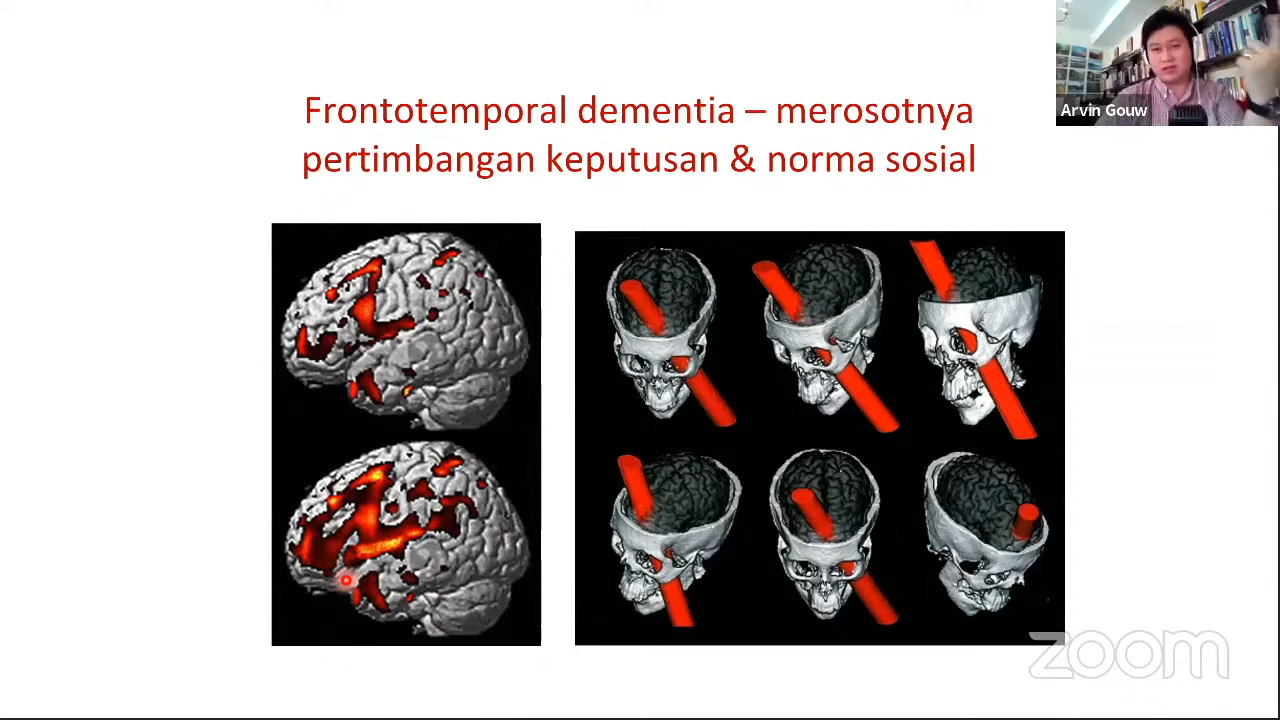 Arvin Gouw
Frontotemporal dementia – merosotnya
pertimbangan keputusan & norma sosial
zoom